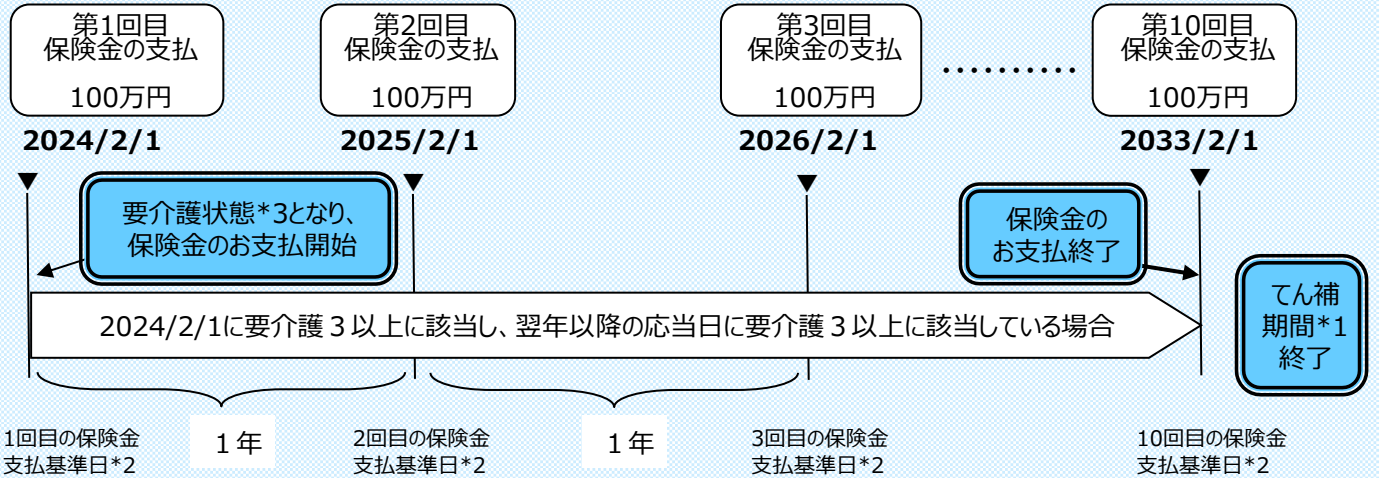 第1回目
保険金の支払
100万円
第2回目
保険金の支払
100万円
第3回目
保険金の支払
100万円
‥‥‥‥‥
第10回目
保険金の支払
100万円
2024/2/1
2025/2/1
2026/2/1
2033/2/1
要介護状態*3となり、
保険金のお支払開始
保険金の
お支払終了
てん補
期間*1
終了
2024/2/1に要介護3以上に該当し、翌年以降の応当日に要介護3以上に該当している場合
1回目の保険金
支払基準日*2
1年
2回目の保険金
支払基準日*2
1年
3回目の保険金
支払基準日*2
10回目の保険金
支払基準日*2